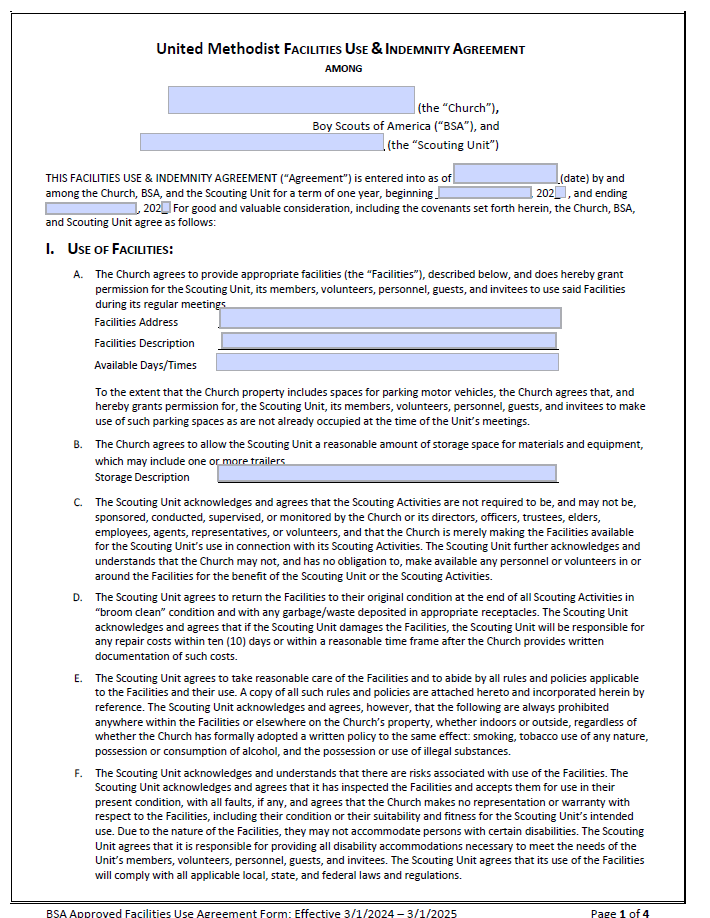 United Methodist FACILITIES USE & INDEMNITY AGREEMENT
AMONG
(the “Church”),
Boy Scouts of America (“BSA”), and
(the “Scouting Unit”)
THIS FACILITIES USE & INDEMNITY AGREEMENT (“Agreement”) is entered into as of (date) by and
among the Church, BSA, and the Scouting Unit for a term of one year, beginning , 202 , and ending
, 202 For good and valuable consideration, including the covenants set forth herein, the Church, BSA,
and Scouting Unit agree as follows:
I. USE OF FACILITIES:
A. The Church agrees to provide appropriate facilities (the “Facilities”), described below, and does hereby grant
permission for the Scouting Unit, its members, volunteers, personnel, guests, and invitees to use said Facilities
during its regular meetings
Facilities Address
Facilities Description
Available Days/Times
To the extent that the Church property includes spaces for parking motor vehicles, the Church agrees that, and
hereby grants permission for, the Scouting Unit, its members, volunteers, personnel, guests, and invitees to make
use of such parking spaces as are not already occupied at the time of the Unit’s meetings.
B. The Church agrees to allow the Scouting Unit a reasonable amount of storage space for materials and equipment,
which may include one or more trailers
Storage Description
C. The Scouting Unit acknowledges and agrees that the Scouting Activities are not required to be, and may not be,
sponsored, conducted, supervised, or monitored by the Church or its directors, officers, trustees, elders,
employees, agents, representatives, or volunteers, and that the Church is merely making the Facilities available
for the Scouting Unit’s use in connection with its Scouting Activities. The Scouting Unit further acknowledges and
understands that the Church may not, and has no obligation to, make available any personnel or volunteers in or
around the Facilities for the benefit of the Scouting Unit or the Scouting Activities.
D. The Scouting Unit agrees to return the Facilities to their original condition at the end of all Scouting Activities in
“broom clean” condition and with any garbage/waste deposited in appropriate receptacles. The Scouting Unit
acknowledges and agrees that if the Scouting Unit damages the Facilities, the Scouting Unit will be responsible for
any repair costs within ten (10) days or within a reasonable time frame after the Church provides written
documentation of such costs.
E. The Scouting Unit agrees to take reasonable care of the Facilities and to abide by all rules and policies applicable
to the Facilities and their use. A copy of all such rules and policies are attached hereto and incorporated herein by
reference. The Scouting Unit acknowledges and agrees, however, that the following are always prohibited
anywhere within the Facilities or elsewhere on the Church’s property, whether indoors or outside, regardless of
whether the Church has formally adopted a written policy to the same effect: smoking, tobacco use of any nature,
possession or consumption of alcohol, and the possession or use of illegal substances.
F. The Scouting Unit acknowledges and understands that there are risks associated with use of the Facilities. The
Scouting Unit acknowledges and agrees that it has inspected the Facilities and accepts them for use in their
present condition, with all faults, if any, and agrees that the Church makes no representation or warranty with
respect to the Facilities, including their condition or their suitability and fitness for the Scouting Unit’s intended
use. Due to the nature of the Facilities, they may not accommodate persons with certain disabilities. The Scouting
Unit agrees that it is responsible for providing all disability accommodations necessary to meet the needs of the
Unit’s members, volunteers, personnel, guests, and invitees. The Scouting Unit agrees that its use of the Facilities
will comply with all applicable local, state, and federal laws and regulations.
BSA Approved Facilities Use Agreement Form: Effective 3/1/2024 – 3/1/2025 Page 1 of 4